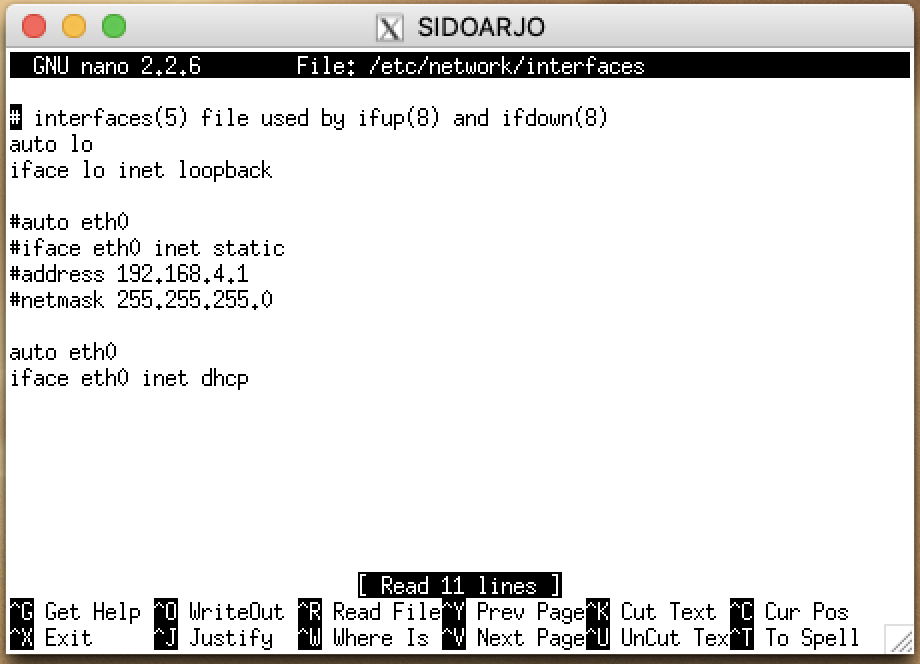 SIDOARJO
GNU nano 2.2.6 File: /etc/network/interfaces
# interfaces(5) file used by ifup(8) and ifdown(8)
auto lo
iface lo inet loopback
#auto eth0
#iface eth0 inet static
#address 192.168.4.1
#netmask 255.255.255.0
auto eth0
iface eth0 inet dhcp
[ Read 11 lines ]
^G Get Help ^O WriteOut ^R Read File ^Y Prev Page ^K Cut Text ^C Cur Pos
^X Exit ^J Justify ^W Where Is ^V Next Page ^U UnCut Tex ^T To Spell